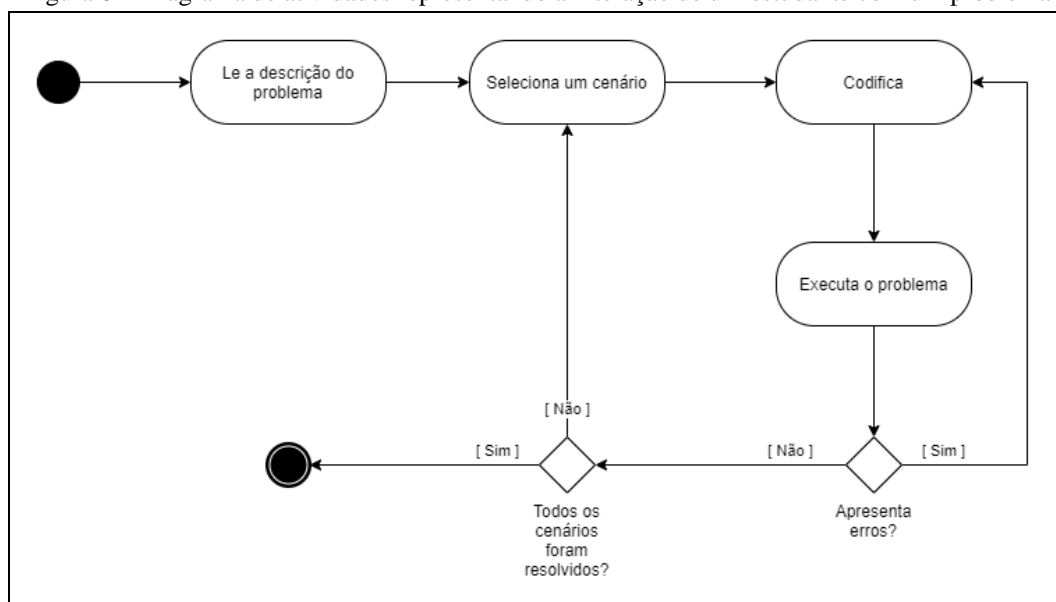 Le a descrição do
problema
Seleciona um cenário
Codifica
Executa o problema
[ Não ]
[ Sim ]
[ Não ]
[ Sim ]
Todos os
cenários
foram
resolvidos?
Apresenta
erros?